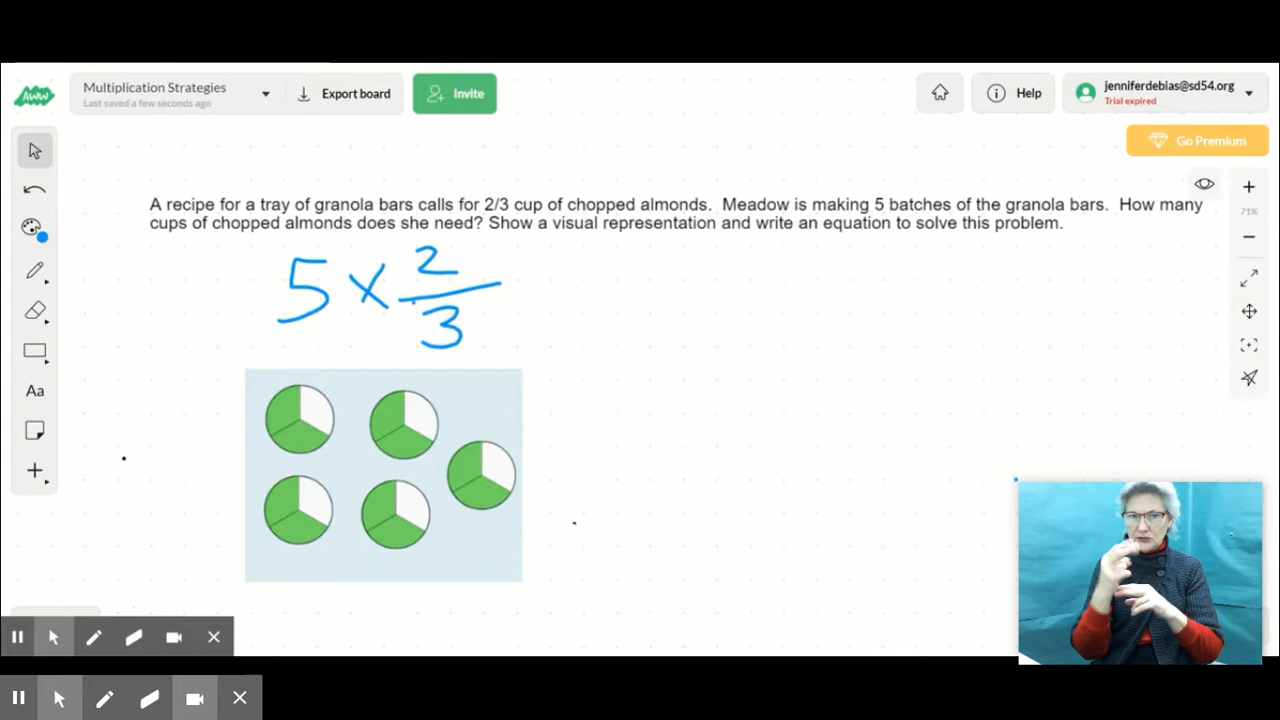 AWW
Multiplication Strategies
Last saved a few seconds ago
Export board
Invite
Help
jenniferdebias@sd54.org
Trial expired
Go Premium
A recipe for a tray of granola bars calls for 2/3 cup of chopped almonds. Meadow is making 5 batches of the granola bars. How many
cups of chopped almonds does she need? Show a visual representation and write an equation to solve this problem.
71%
5 x 2/3
Aa